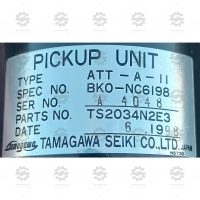 PICKUP UNIT
TYPE ATT-A-11
SPEC NO. BKO-NC6198
SER NO. A 4048
PARTS NO. TS2034N2E3
DATE 6. 1998
Tamagawa TAMAGAWA SEIKI CO., LTD. JAPAN